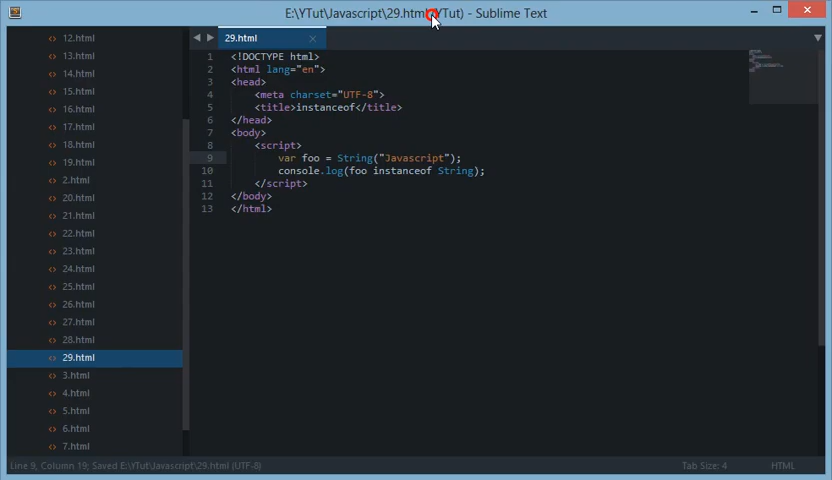 E:\YTut\Javascript\29.html (YTut) - Sublime Text
12.html
13.html
14.html
15.html
16.html
17.html
18.html
19.html
2.html
20.html
21.html
22.html
23.html
24.html
25.html
26.html
27.html
28.html
29.html
3.html
4.html
5.html
6.html
7.html
29.html
1 <!DOCTYPE html>
2 <html lang="en">
3 <head>
4 <meta charset="UTF-8">
5 <title>instanceof</title>
6 </head>
7 <body>
8 <script>
9 var foo = String("Javascript");
10 console.log(foo instanceof String);
11 </script>
12 </body>
13 </html>
Line 9, Column 19; Saved E:\YTut\Javascript\29.html (UTF-8)
Tab Size: 4
HTML